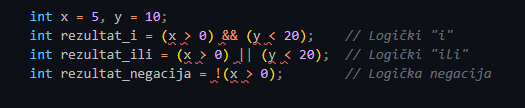 int x = 5, y = 10;
int rezultat_i = (x > 0) && (y < 20); // Logički "i"
int rezultat_ili = (x > 0) || (y < 20); // Logički "ili"
int rezultat_negacija = !(x > 0); // Logička negacija